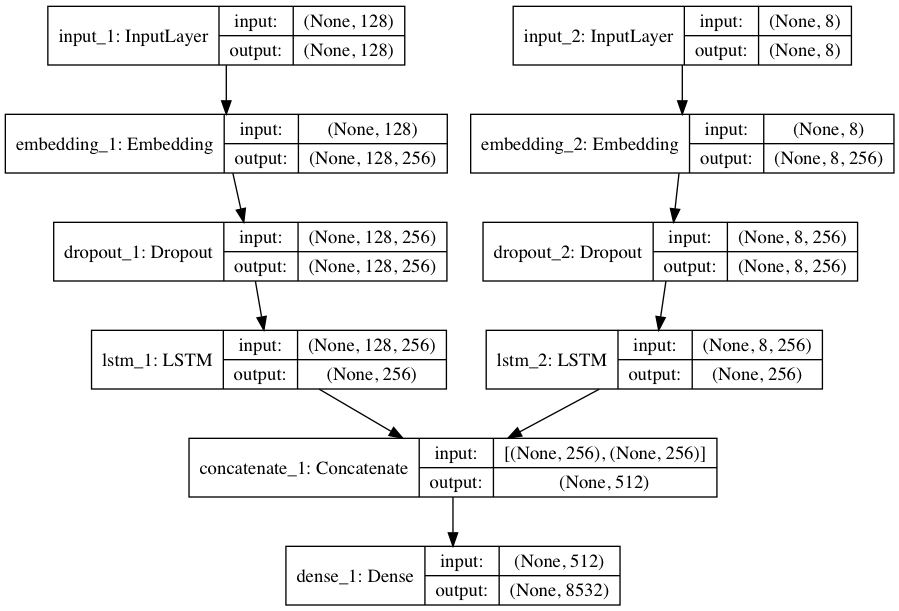 input_1: InputLayer
input: (None, 128)
output: (None, 128)
input_2: InputLayer
input: (None, 8)
output: (None, 8)
embedding_1: Embedding
input: (None, 128)
output: (None, 128, 256)
embedding_2: Embedding
input: (None, 8)
output: (None, 8, 256)
dropout_1: Dropout
input: (None, 128, 256)
output: (None, 128, 256)
dropout_2: Dropout
input: (None, 8, 256)
output: (None, 8, 256)
lstm_1: LSTM
input: (None, 128, 256)
output: (None, 256)
lstm_2: LSTM
input: (None, 8, 256)
output: (None, 256)
concatenate_1: Concatenate
input: [(None, 256), (None, 256)]
output: (None, 512)
dense_1: Dense
input: (None, 512)
output: (None, 8532)